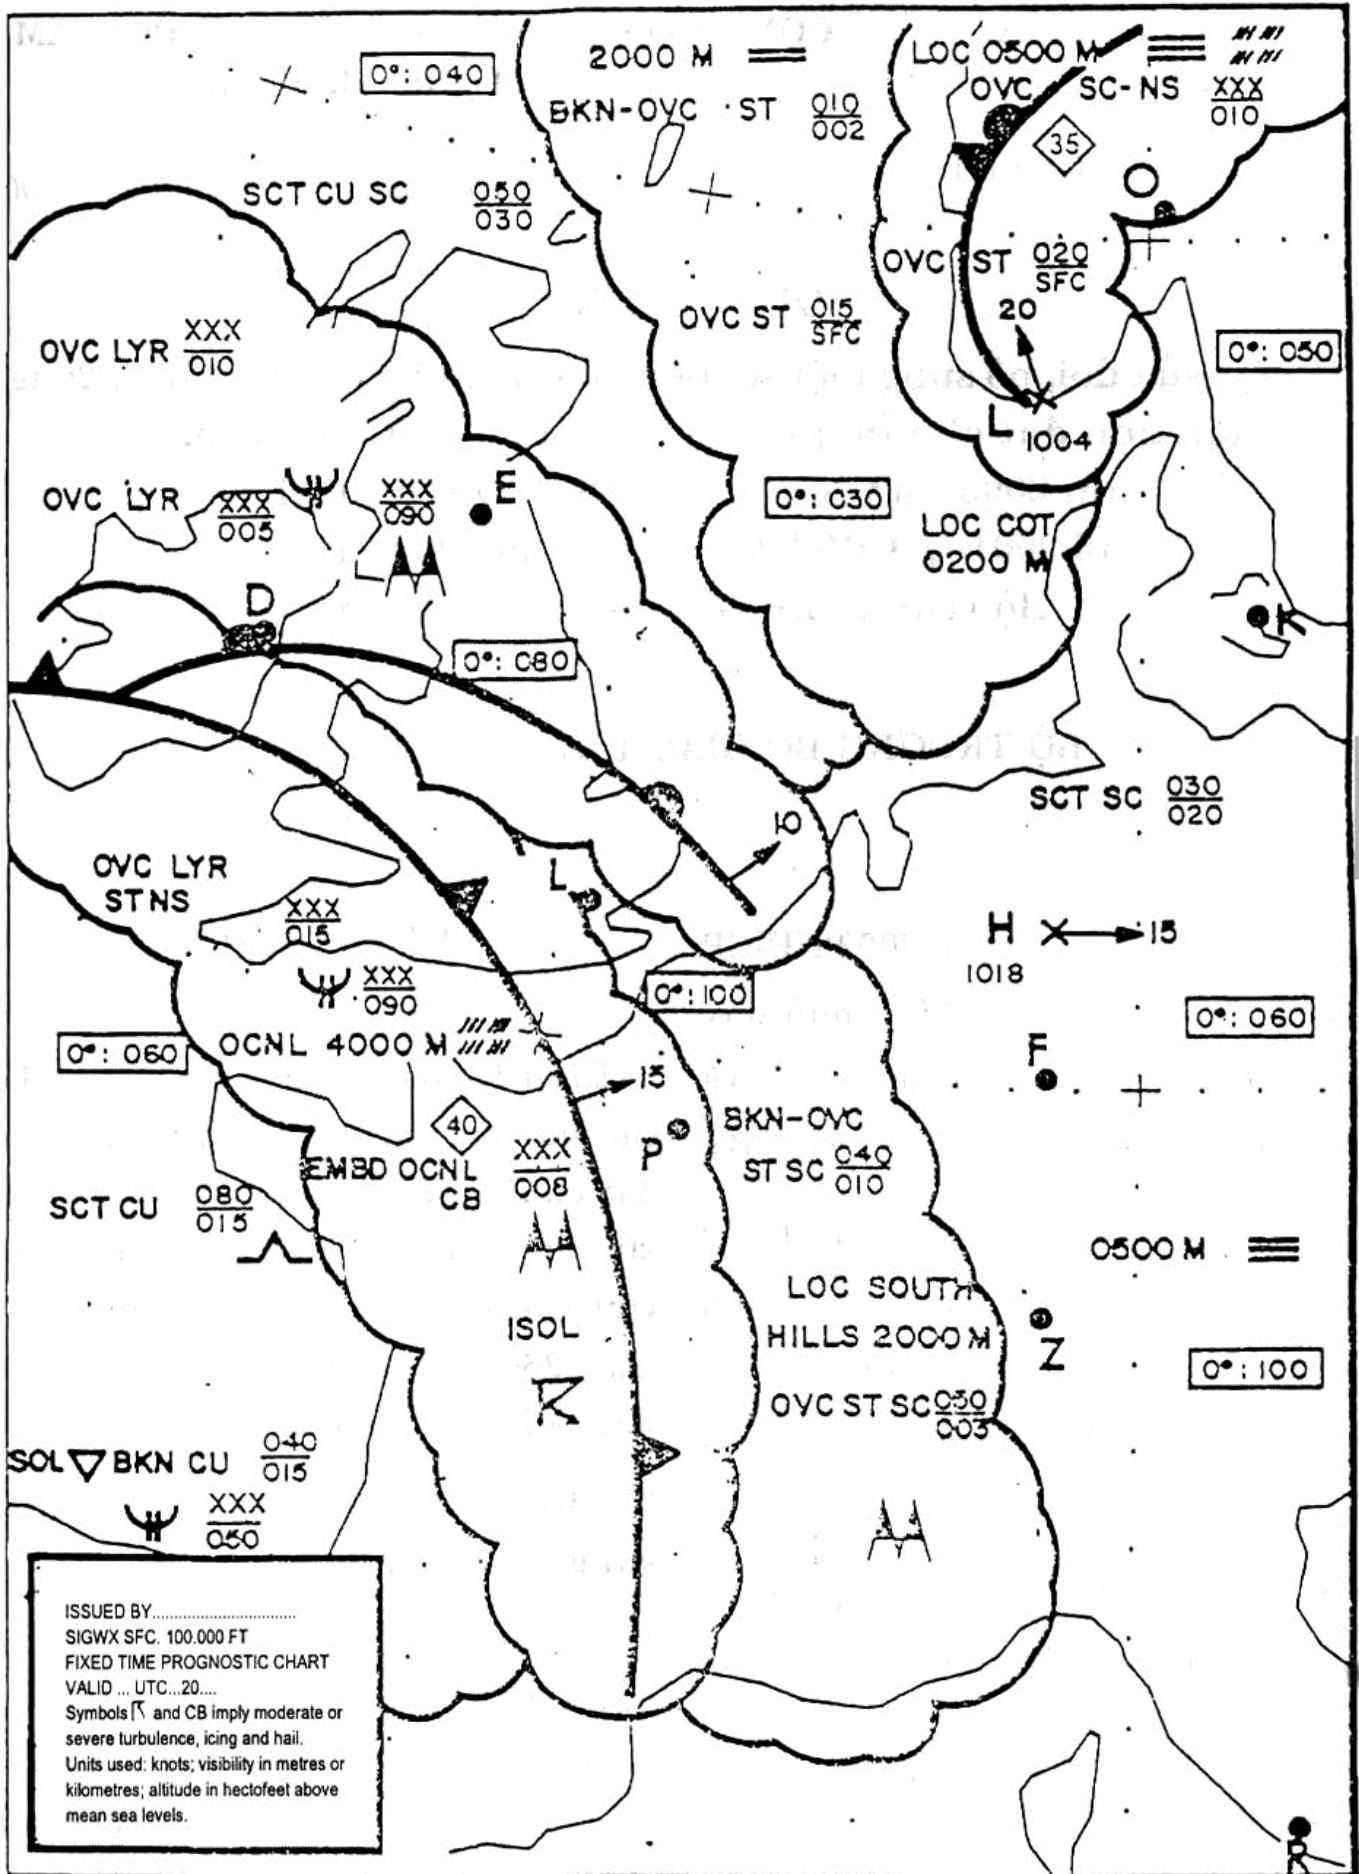 0°: 040
2000 M
LOC 0500 M
BKN-OVC ST 010
002
OVC SC-NS XXX
010
35
SCT CU SC 050
030
O
OVC ST 020
SFC
OVC LYR XXX
010
OVC ST 015
SFC
20
0°: 050
L
1004
OVC LYR XXX
005
XXX
090
E
0°: 030
LOC COT
0200 M
D
K
0°: 080
SCT SC 030
020
10
OVC LYR
ST NS
L
XXX
015
H
1018
15
XXX
090
0°: 100
0°: 060
0°: 060
OCNL 4000 M
F
15
40
P
BKN-OVC
ST SC 040
010
EMBD OCNL
CB
XXX
008
SCT CU 080
015
0500 M
LOC SOUTH
HILLS 2000 M
ISOL
Z
0°: 100
OVC ST SC
SOL BKN CU 040
015
XXX
050
ISSUED BY.................................
SIGWX SFC. 100.000 FT
FIXED TIME PROGNOSTIC CHART
VALID ... UTC...20....
Symbols and CB imply moderate or
severe turbulence, icing and hail.
Units used: knots; visibility in metres or
kilometres; altitude in hectofeet above
mean sea levels.
R